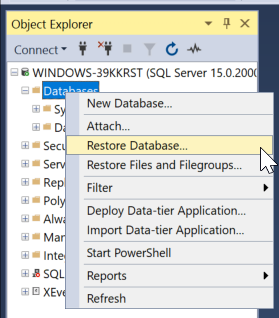 Object Explorer
Connect
WINDOWS-39KKRST (SQL Server 15.0.2000
Databases
New Database...
Attach...
Restore Database...
Restore Files and Filegroups...
Filter
Deploy Data-tier Application...
Import Data-tier Application...
Start PowerShell
Reports
Refresh
Sy
Da
Secu
Serv
Repl
Poly
Alwa
Man
Inte
SQL
XEve